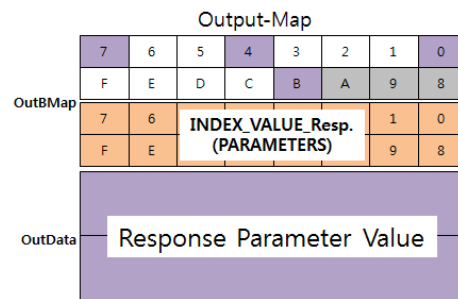 Output-Map
7 6 5 4 3 2 1 0
F E D C B A 9 8
OutBMap
7 6 INDEX_VALUE_Resp. 1 0
F E (PARAMETERS) 9 8
OutData Response Parameter Value